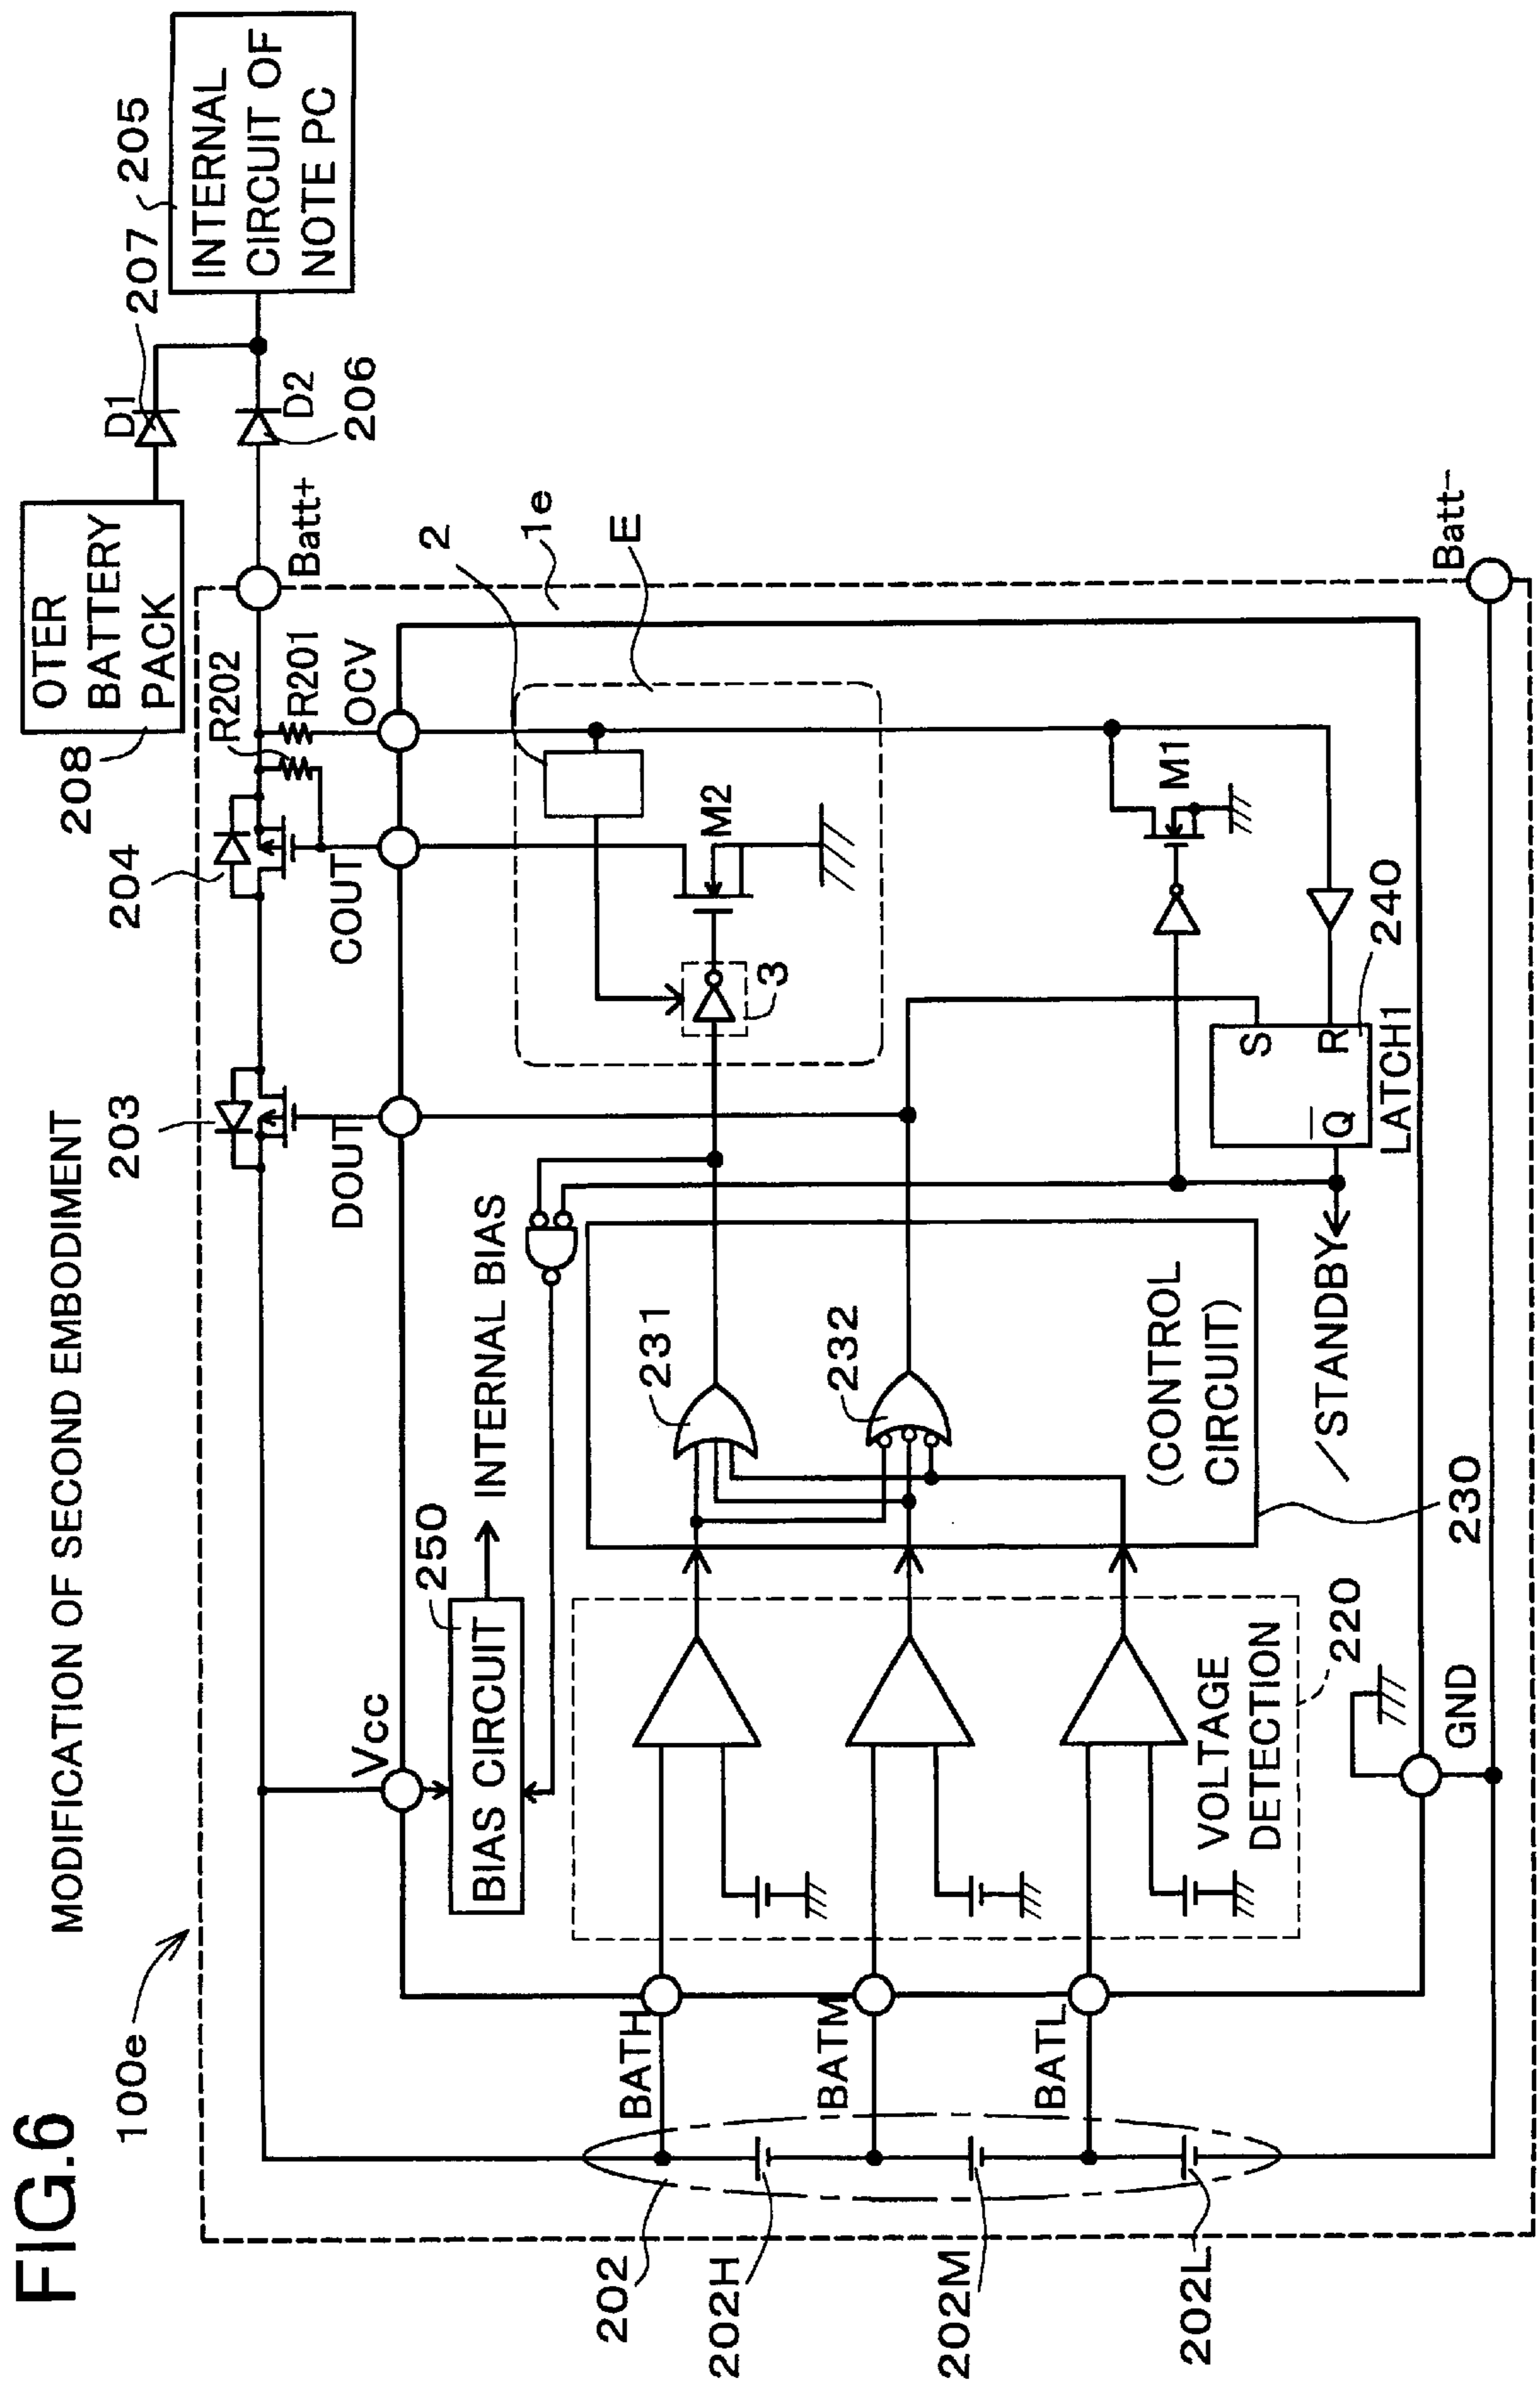 FIG.6
MODIFICATION OF SECOND EMBODIMENT
100e
OTER
BATTERY
PACK
208
D1
207
205
INTERNAL
CIRCUIT OF
NOTE PC
D2
206
Batt+
R202
R201
204
203
Vcc
DOUT
COUT
OCV
1e
E
2
M2
3
250
BIAS CIRCUIT
INTERNAL BIAS
231
232
(CONTROL
CIRCUIT)
230
M1
S
R
Q
240
LATCH1
/STANDBY
BATH
BATM
BATL
VOLTAGE
DETECTION
220
GND
Batt-
202
202H
202M
202L